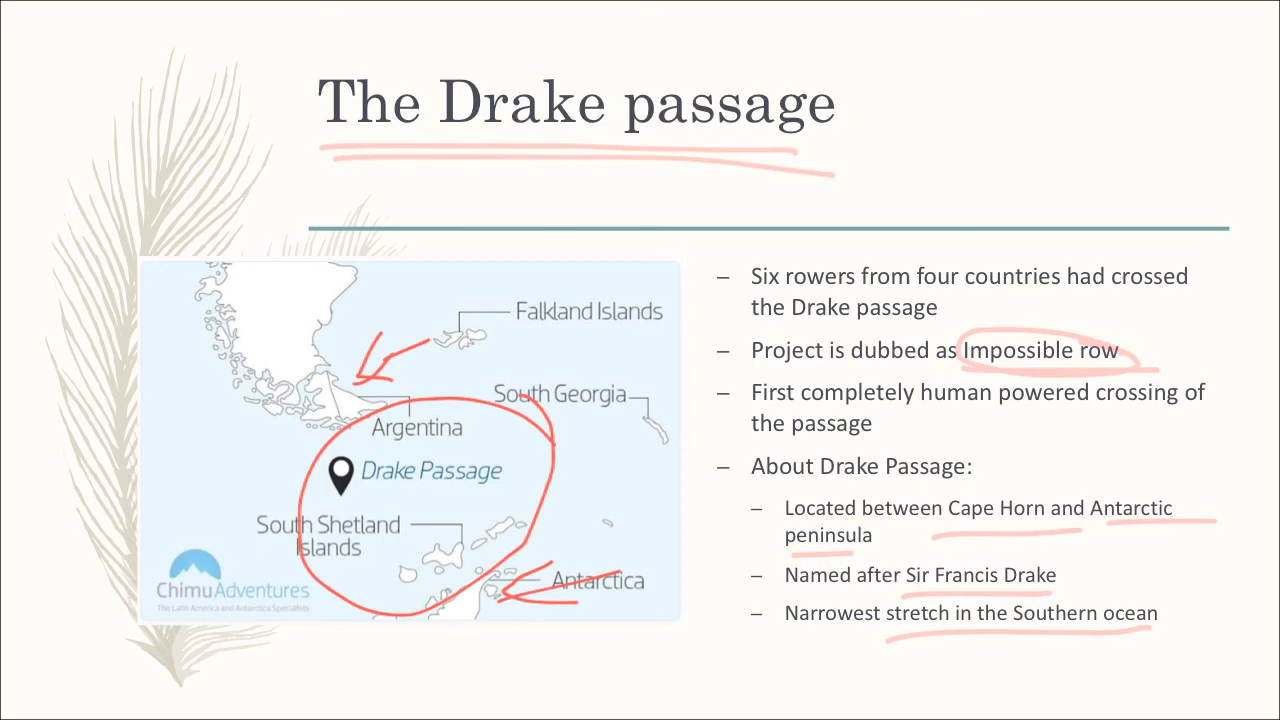 The Drake passage
Falkland Islands
South Georgia
Argentina
Drake Passage
South Shetland
Islands
Antarctica
ChimuAdventures
The Latin America and Antarctica Specialists
– Six rowers from four countries had crossed
the Drake passage
– Project is dubbed as Impossible row
– First completely human powered crossing of
the passage
– About Drake Passage:
– Located between Cape Horn and Antarctic
peninsula
– Named after Sir Francis Drake
– Narrowest stretch in the Southern ocean